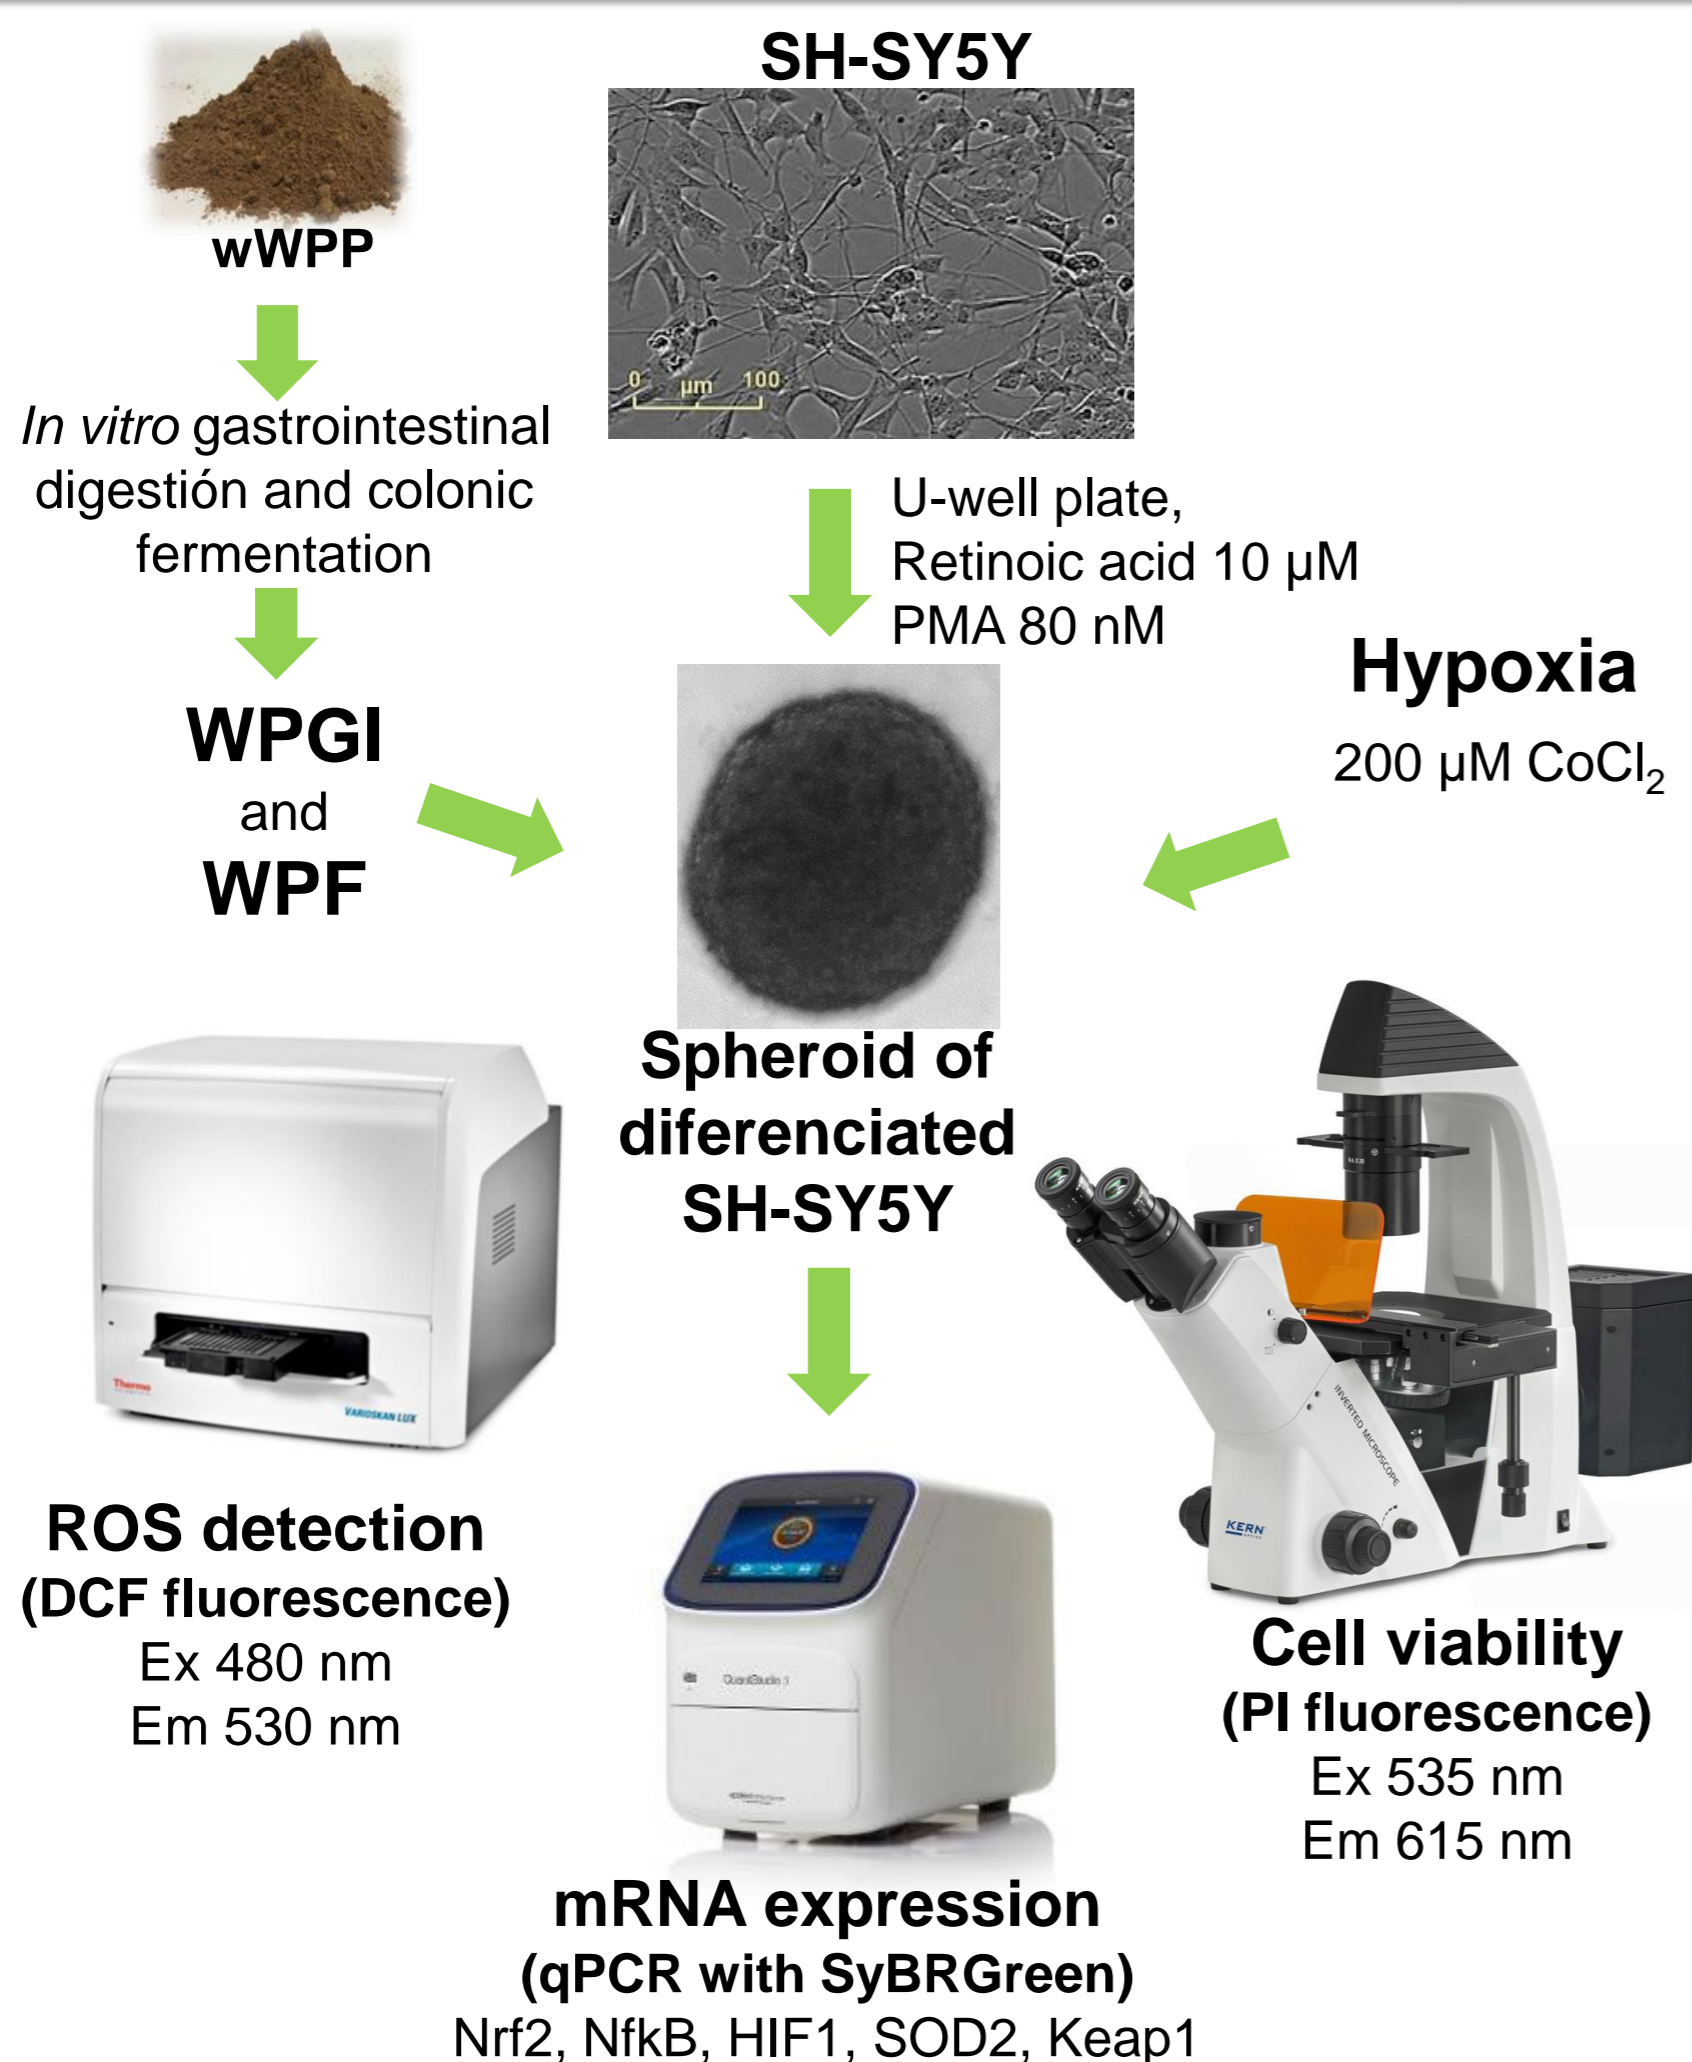 SH-SY5Y
wWPP
0 µm 100
In vitro gastrointestinal
digestión and colonic
fermentation
U-well plate,
Retinoic acid 10 µM
PMA 80 nM
WPGI
and
WPF
Hypoxia
200 µM CoCl₂
Spheroid of
diferenciated
SH-SY5Y
Thermo
SCIENTIFIC
VARIOSKAN LUX
INVERTED MICROSCOPE
KERN
QuantStudio 3
ROS detection
(DCF fluorescence)
Ex 480 nm
Em 530 nm
Cell viability
(PI fluorescence)
Ex 535 nm
Em 615 nm
mRNA expression
(qPCR with SyBRGreen)
Nrf2, NfkB, HIF1, SOD2, Keap1